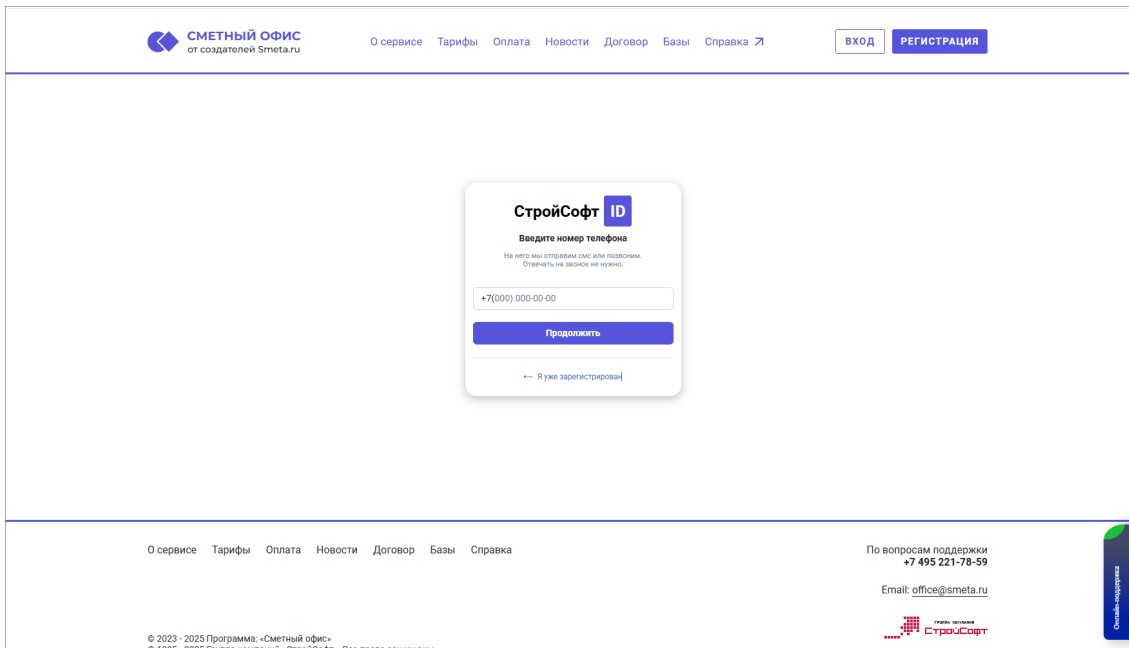 СМЕТНЫЙ ОФИС
от создателей Smeta.ru
О сервисе Тарифы Оплата Новости Договор Базы Справка
ВХОД РЕГИСТРАЦИЯ
СтройСофт ID
Введите номер телефона
На него мы отправим смс или позвоним.
Отвечать на звонок не нужно.
+7(000) 000-00-00
Продолжить
← Я уже зарегистрирован
О сервисе Тарифы Оплата Новости Договор Базы Справка
По вопросам поддержки
+7 495 221-78-59
Email: office@smeta.ru
ГРУППА КОМПАНИЙ
СтройСофт
Онлайн-поддержка
© 2023 - 2025 Программа: «Сметный офис»